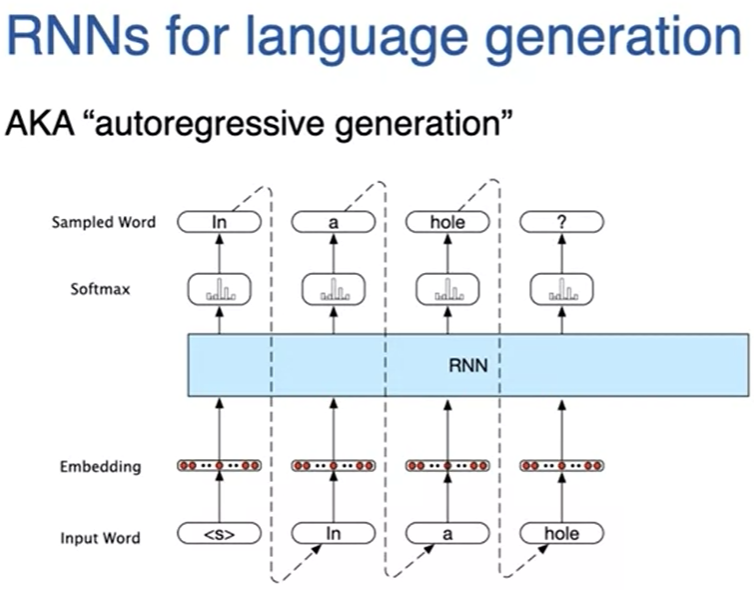 RNNs for language generation
AKA “autoregressive generation”
Sampled Word In a hole ?
Softmax
RNN
Embedding
Input Word <s> In a hole